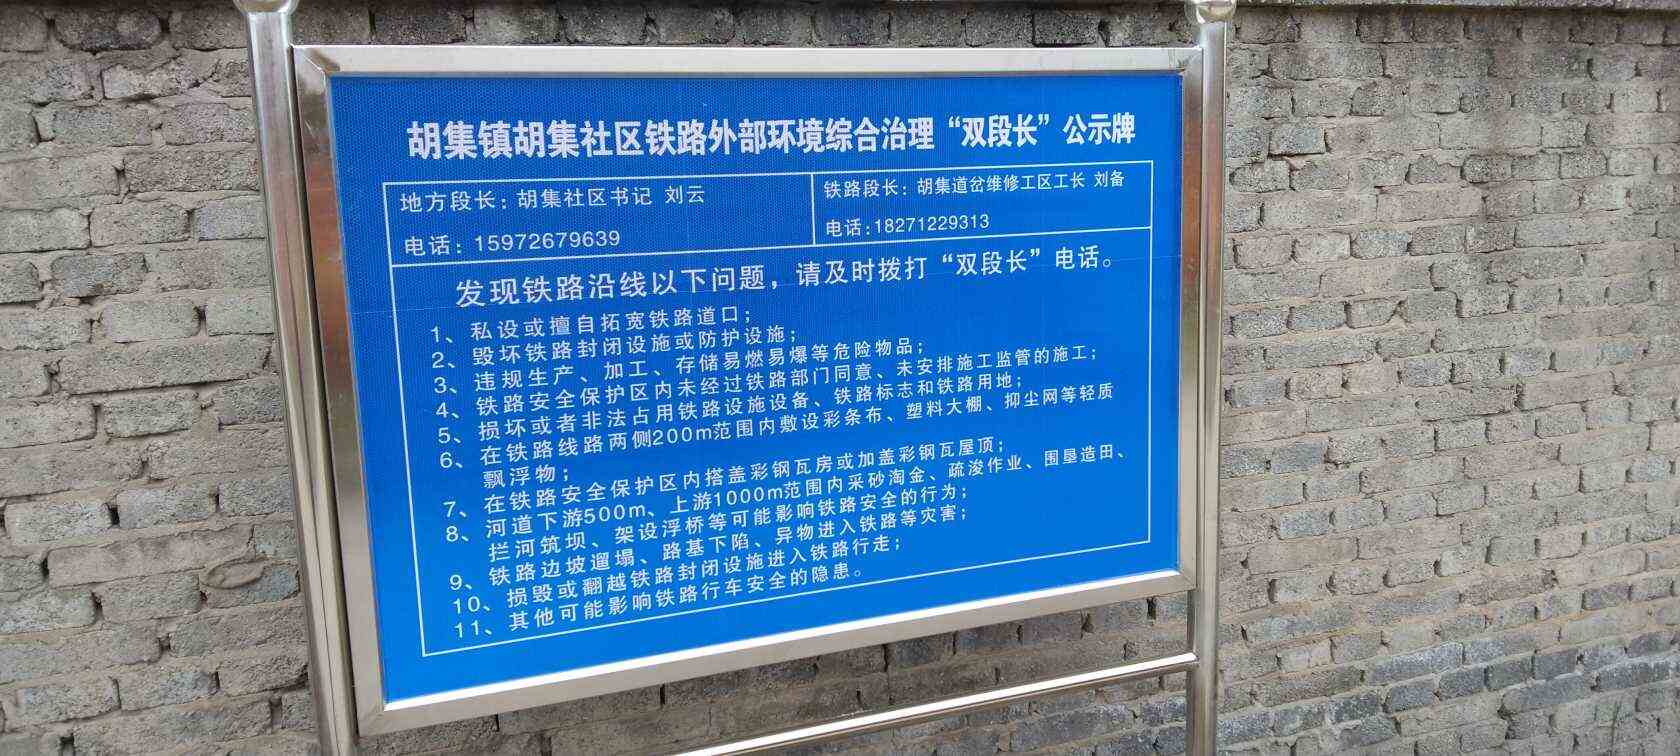 胡集镇胡集社区铁路外部环境综合治理“双段长”公示牌
地方段长：胡集社区书记 刘云
电话：15972679639
铁路段长：胡集道岔维修工区工长 刘备
电话：18271229313
发现铁路沿线以下问题，请及时拨打“双段长”电话。
1、私设或擅自拓宽铁路道口；
2、毁坏铁路封闭设施或防护设施；
3、违规生产、加工、存储易燃易爆等危险物品；
4、铁路安全保护区内未经过铁路部门同意、未安排施工监管的施工；
5、损坏或者非法占用铁路设施设备、铁路标志和铁路用地；
6、在铁路线路两侧200m范围内敷设彩条布、塑料大棚、抑尘网等轻质
飘浮物；
7、在铁路安全保护区内搭盖彩钢瓦房或加盖彩钢瓦屋顶；
8、河道下游500m、上游1000m范围内采砂淘金、疏浚作业、围垦造田、
拦河筑坝、架设浮桥等可能影响铁路安全的行为；
9、铁路边坡遛塌、路基下陷、异物进入铁路等灾害；
10、损毁或翻越铁路封闭设施进入铁路行走；
11、其他可能影响铁路行车安全的隐患。